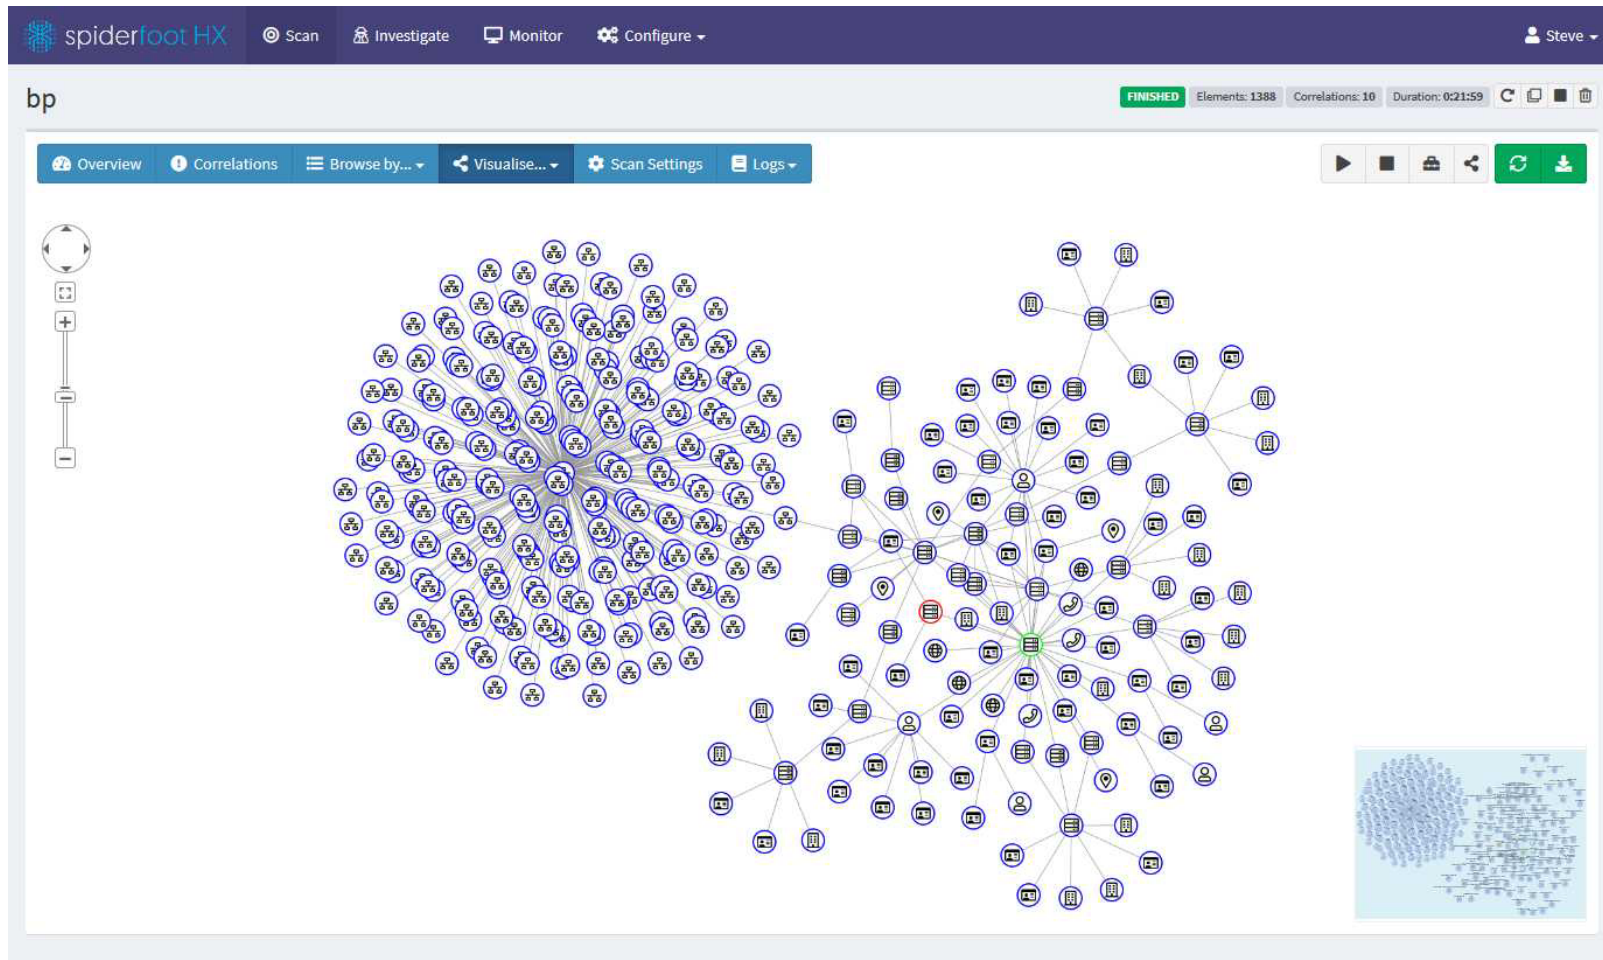 spiderfoot HX Scan Investigate Monitor Configure Steve
bp FINISHED Elements: 1388 Correlations: 10 Duration: 0:21:59
Overview Correlations Browse by... Visualise... Scan Settings Logs